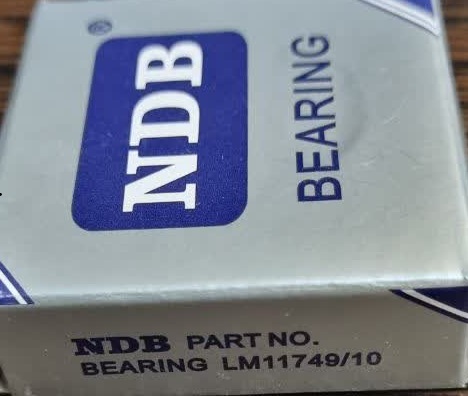 NDB®
BEARING
NDB PART NO.
BEARING LM11749/10